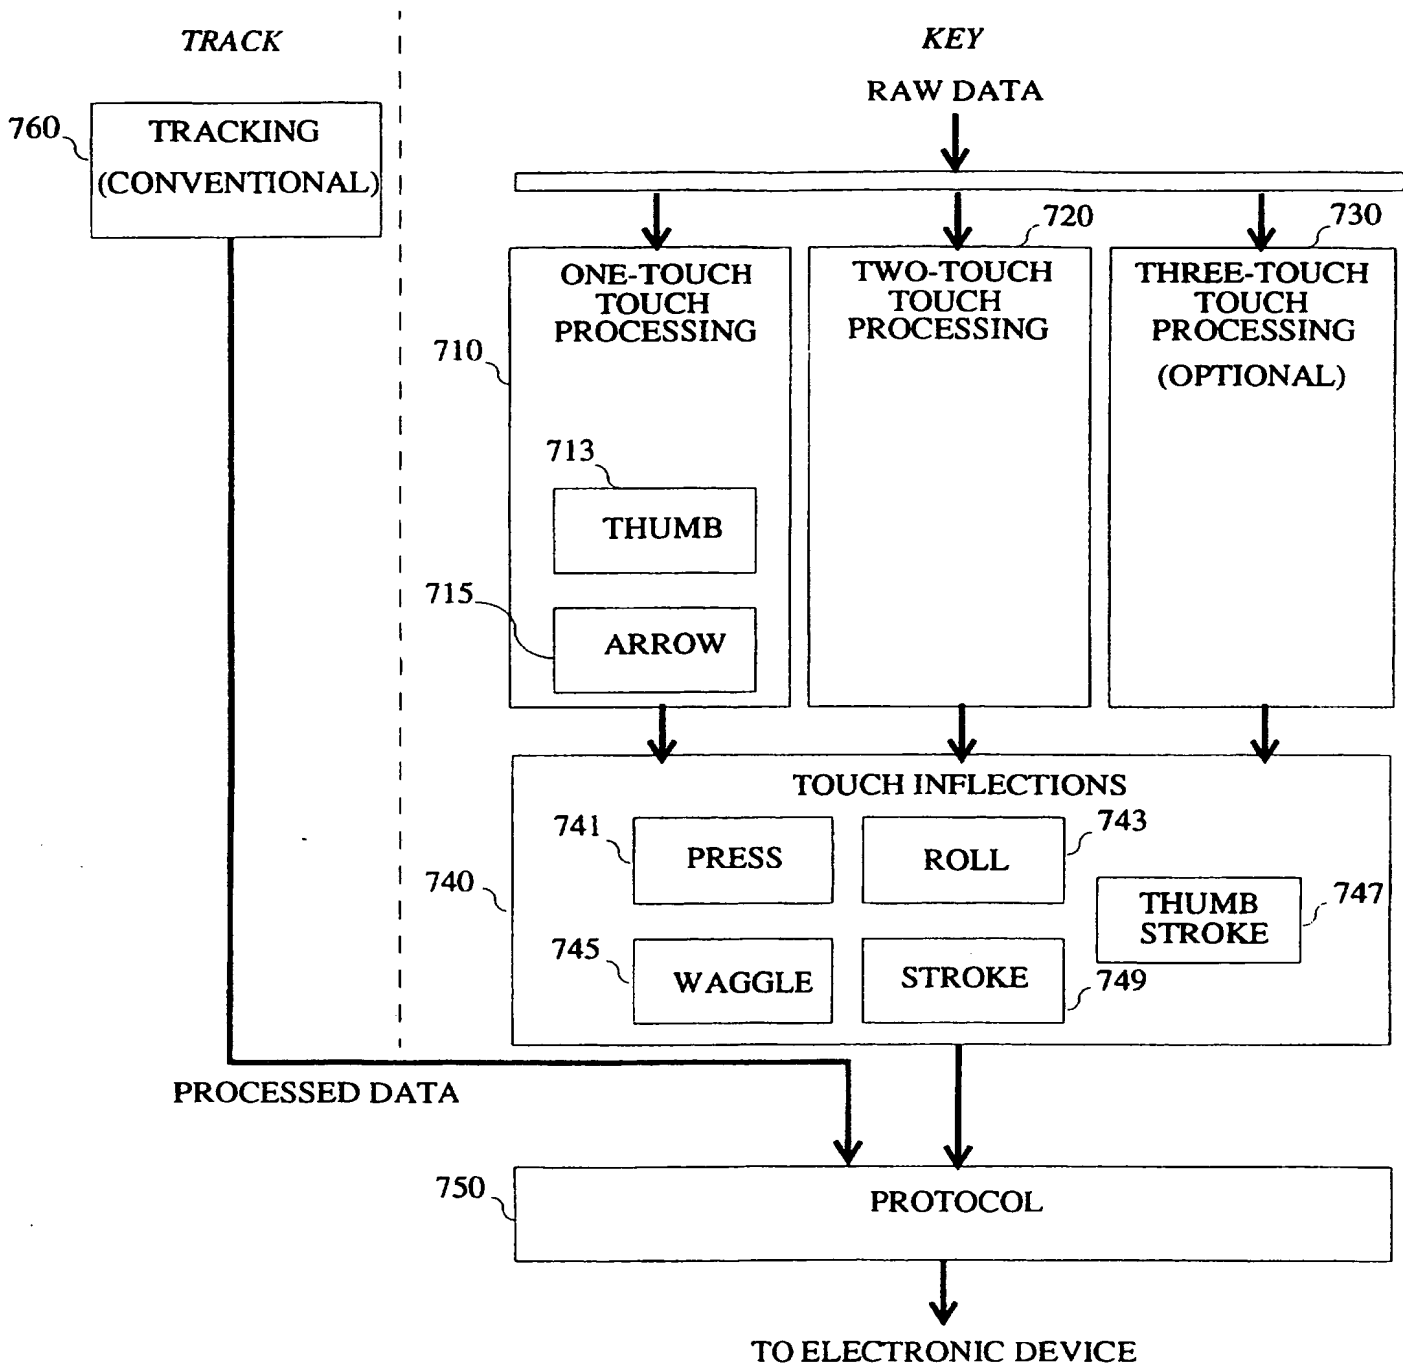 TRACK
KEY
RAW DATA
760
TRACKING
(CONVENTIONAL)
720
730
ONE-TOUCH
TOUCH
PROCESSING
TWO-TOUCH
TOUCH
PROCESSING
THREE-TOUCH
TOUCH
PROCESSING
(OPTIONAL)
710
713
THUMB
715
ARROW
TOUCH INFLECTIONS
741
PRESS
743
ROLL
740
747
THUMB
STROKE
745
WAGGLE
STROKE
749
PROCESSED DATA
750
PROTOCOL
TO ELECTRONIC DEVICE